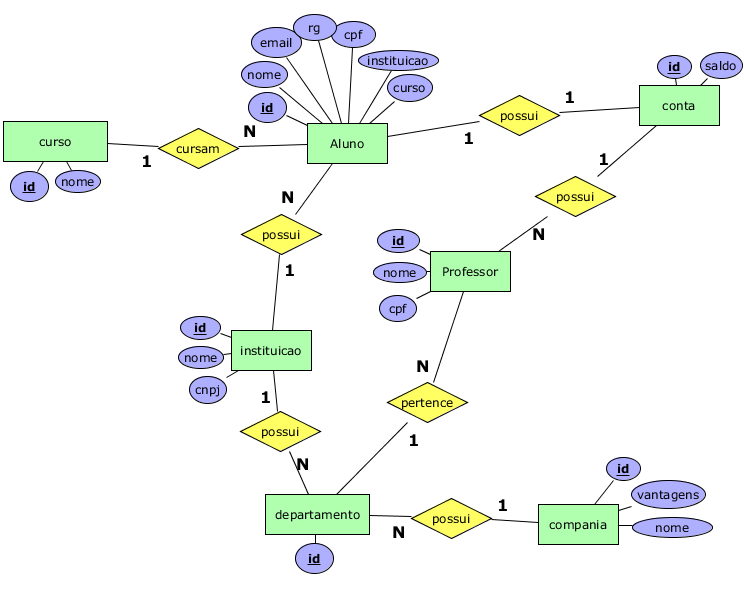 rg
cpf
email
instituicao
saldo
id
nome
curso
1
conta
id
possui
N
1
curso
1
cursam
Aluno
1
id
nome
N
possui
possui
N
id
1
nome
Professor
cpf
id
nome
instituicao
cnpj
N
1
pertence
possui
1
N
id
vantagens
departamento
1
possui
compania
nome
N
id